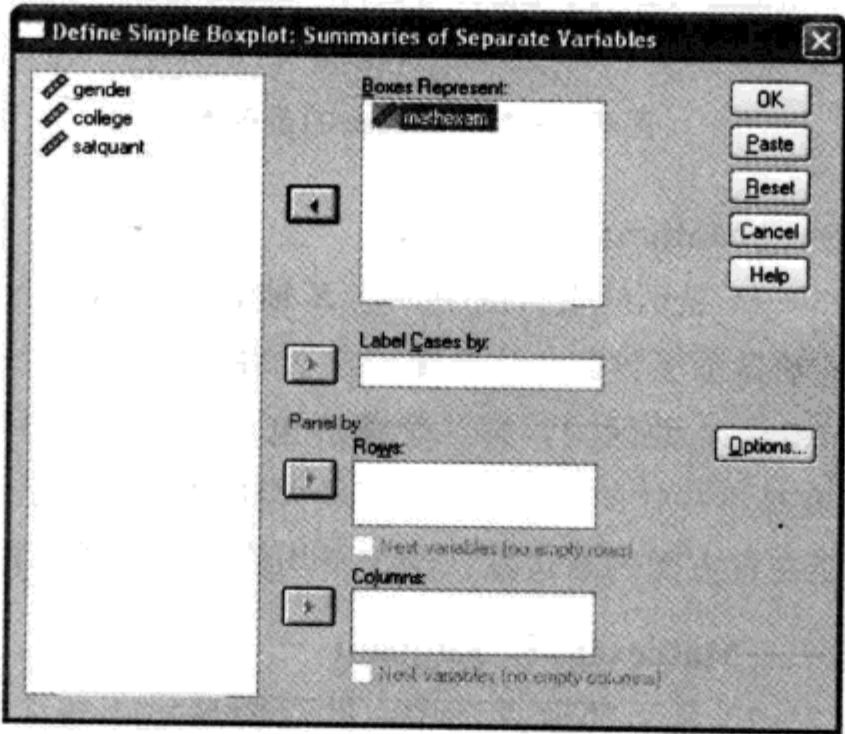 Define Simple Boxplot: Summaries of Separate Variables
gender
college
satquant
Boxes Represent:
mathexam
OK
Paste
Reset
Cancel
Help
Label Cases by:
Panel by
Rows:
Nest variables (no empty rows)
Columns:
Nest variables (no empty columns)
Options...